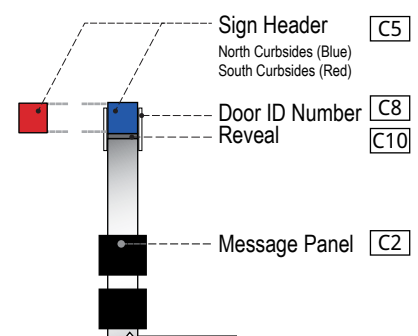 Sign Header C5
North Curbsides (Blue)
South Curbsides (Red)
Door ID Number C8
Reveal C10
Message Panel C2